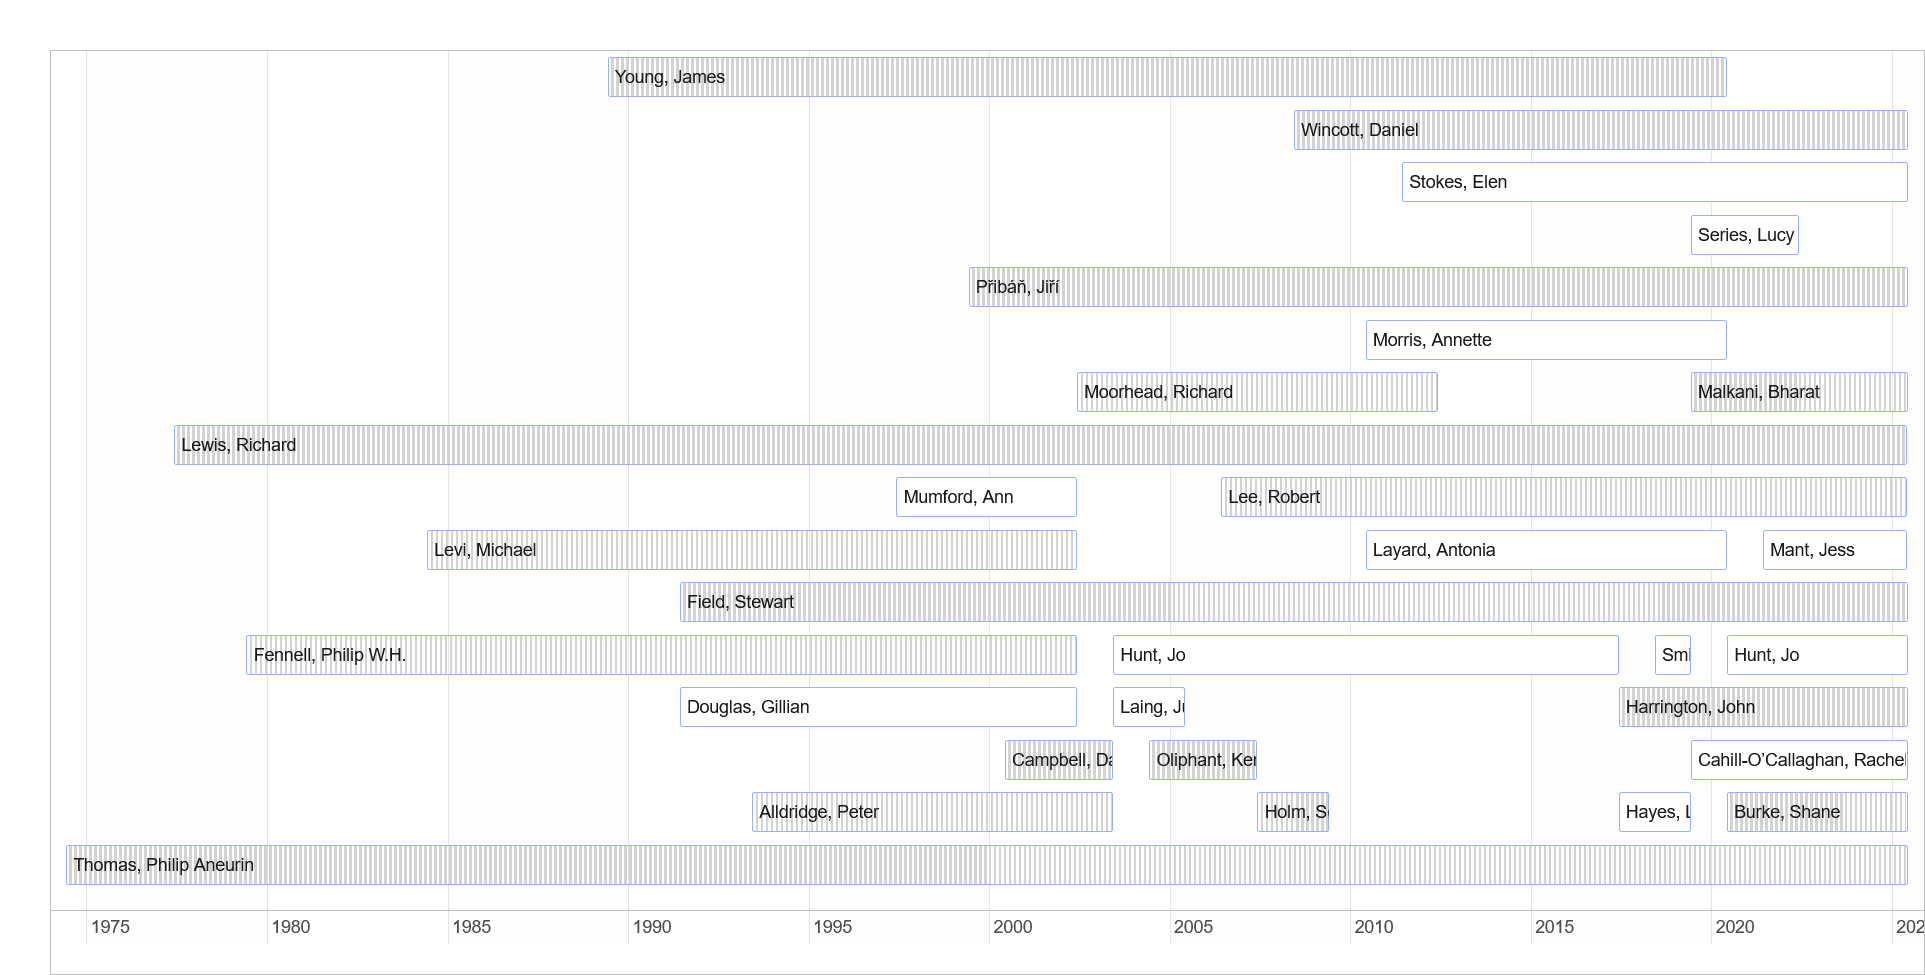 Young, James
Wincott, Daniel
Stokes, Elen
Series, Lucy
Přibáň, Jiří
Morris, Annette
Moorhead, Richard Malkani, Bharat
Lewis, Richard
Mumford, Ann Lee, Robert
Levi, Michael Layard, Antonia Mant, Jess
Field, Stewart
Fennell, Philip W.H. Hunt, Jo Smi Hunt, Jo
Douglas, Gillian Laing, Ju Harrington, John
Campbell, Da Oliphant, Ken Cahill-O’Callaghan, Rachel
Alldridge, Peter Holm, S Hayes, L Burke, Shane
Thomas, Philip Aneurin
1975 1980 1985 1990 1995 2000 2005 2010 2015 2020 202